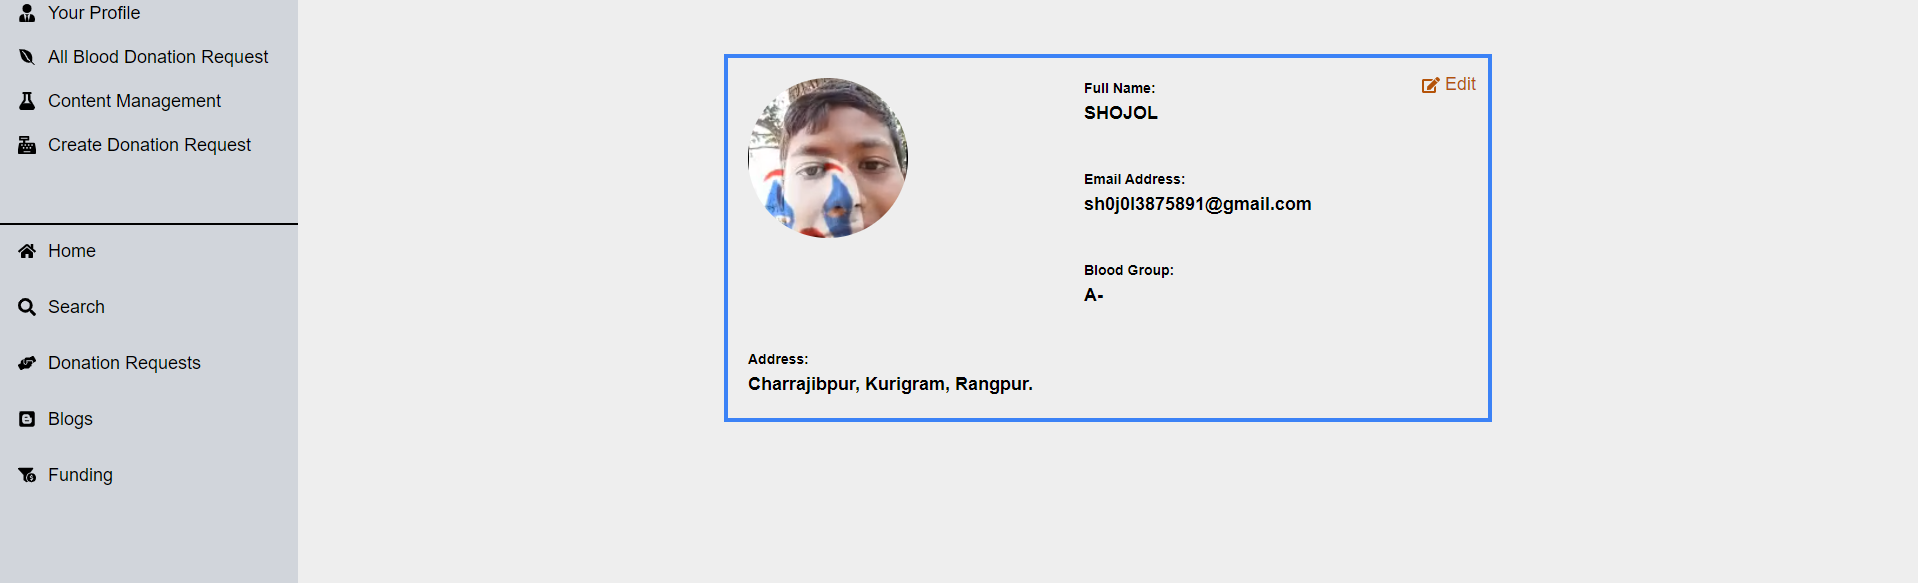 Your Profile
All Blood Donation Request
Content Management
Create Donation Request
Home
Search
Donation Requests
Blogs
Funding
Edit
Full Name:
SHOJOL
Email Address:
sh0j0l3875891@gmail.com
Blood Group:
A-
Address:
Charrajibpur, Kurigram, Rangpur.